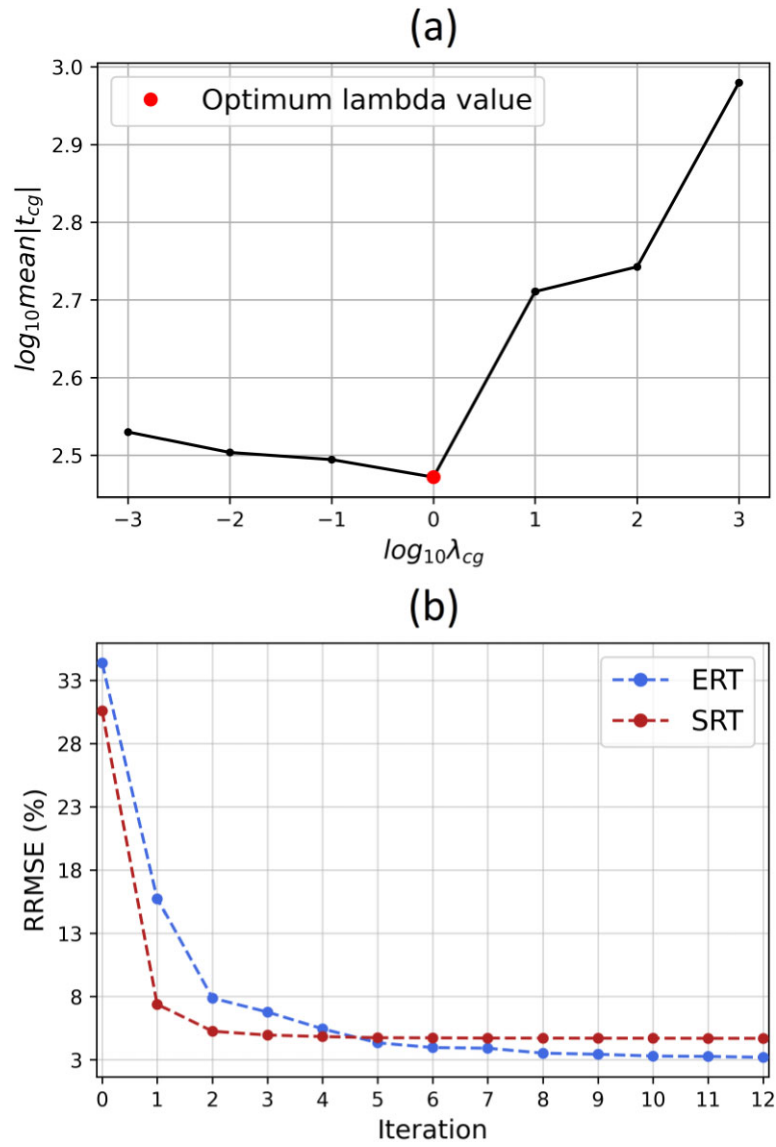 (a)
3.0
2.9
2.8
2.7
2.6
2.5
log₁₀mean|t_cg|
Optimum lambda value
−3 −2 −1 0 1 2 3
log₁₀λ_cg
(b)
33
28
23
18
13
8
3
RRMSE (%)
ERT
SRT
0 1 2 3 4 5 6 7 8 9 10 11 12
Iteration